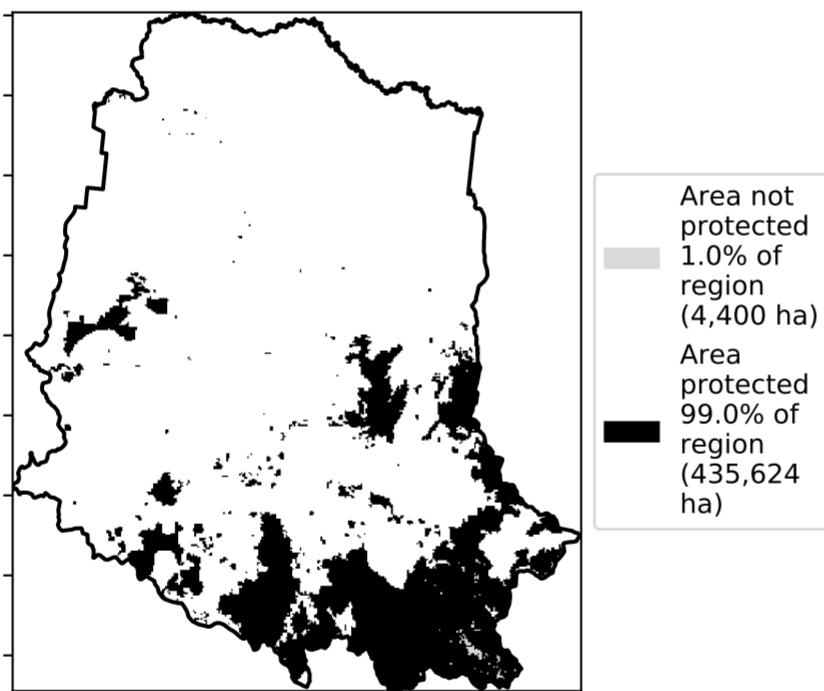 Area not
protected
1.0% of
region
(4,400 ha)
Area
protected
99.0% of
region
(435,624
ha)